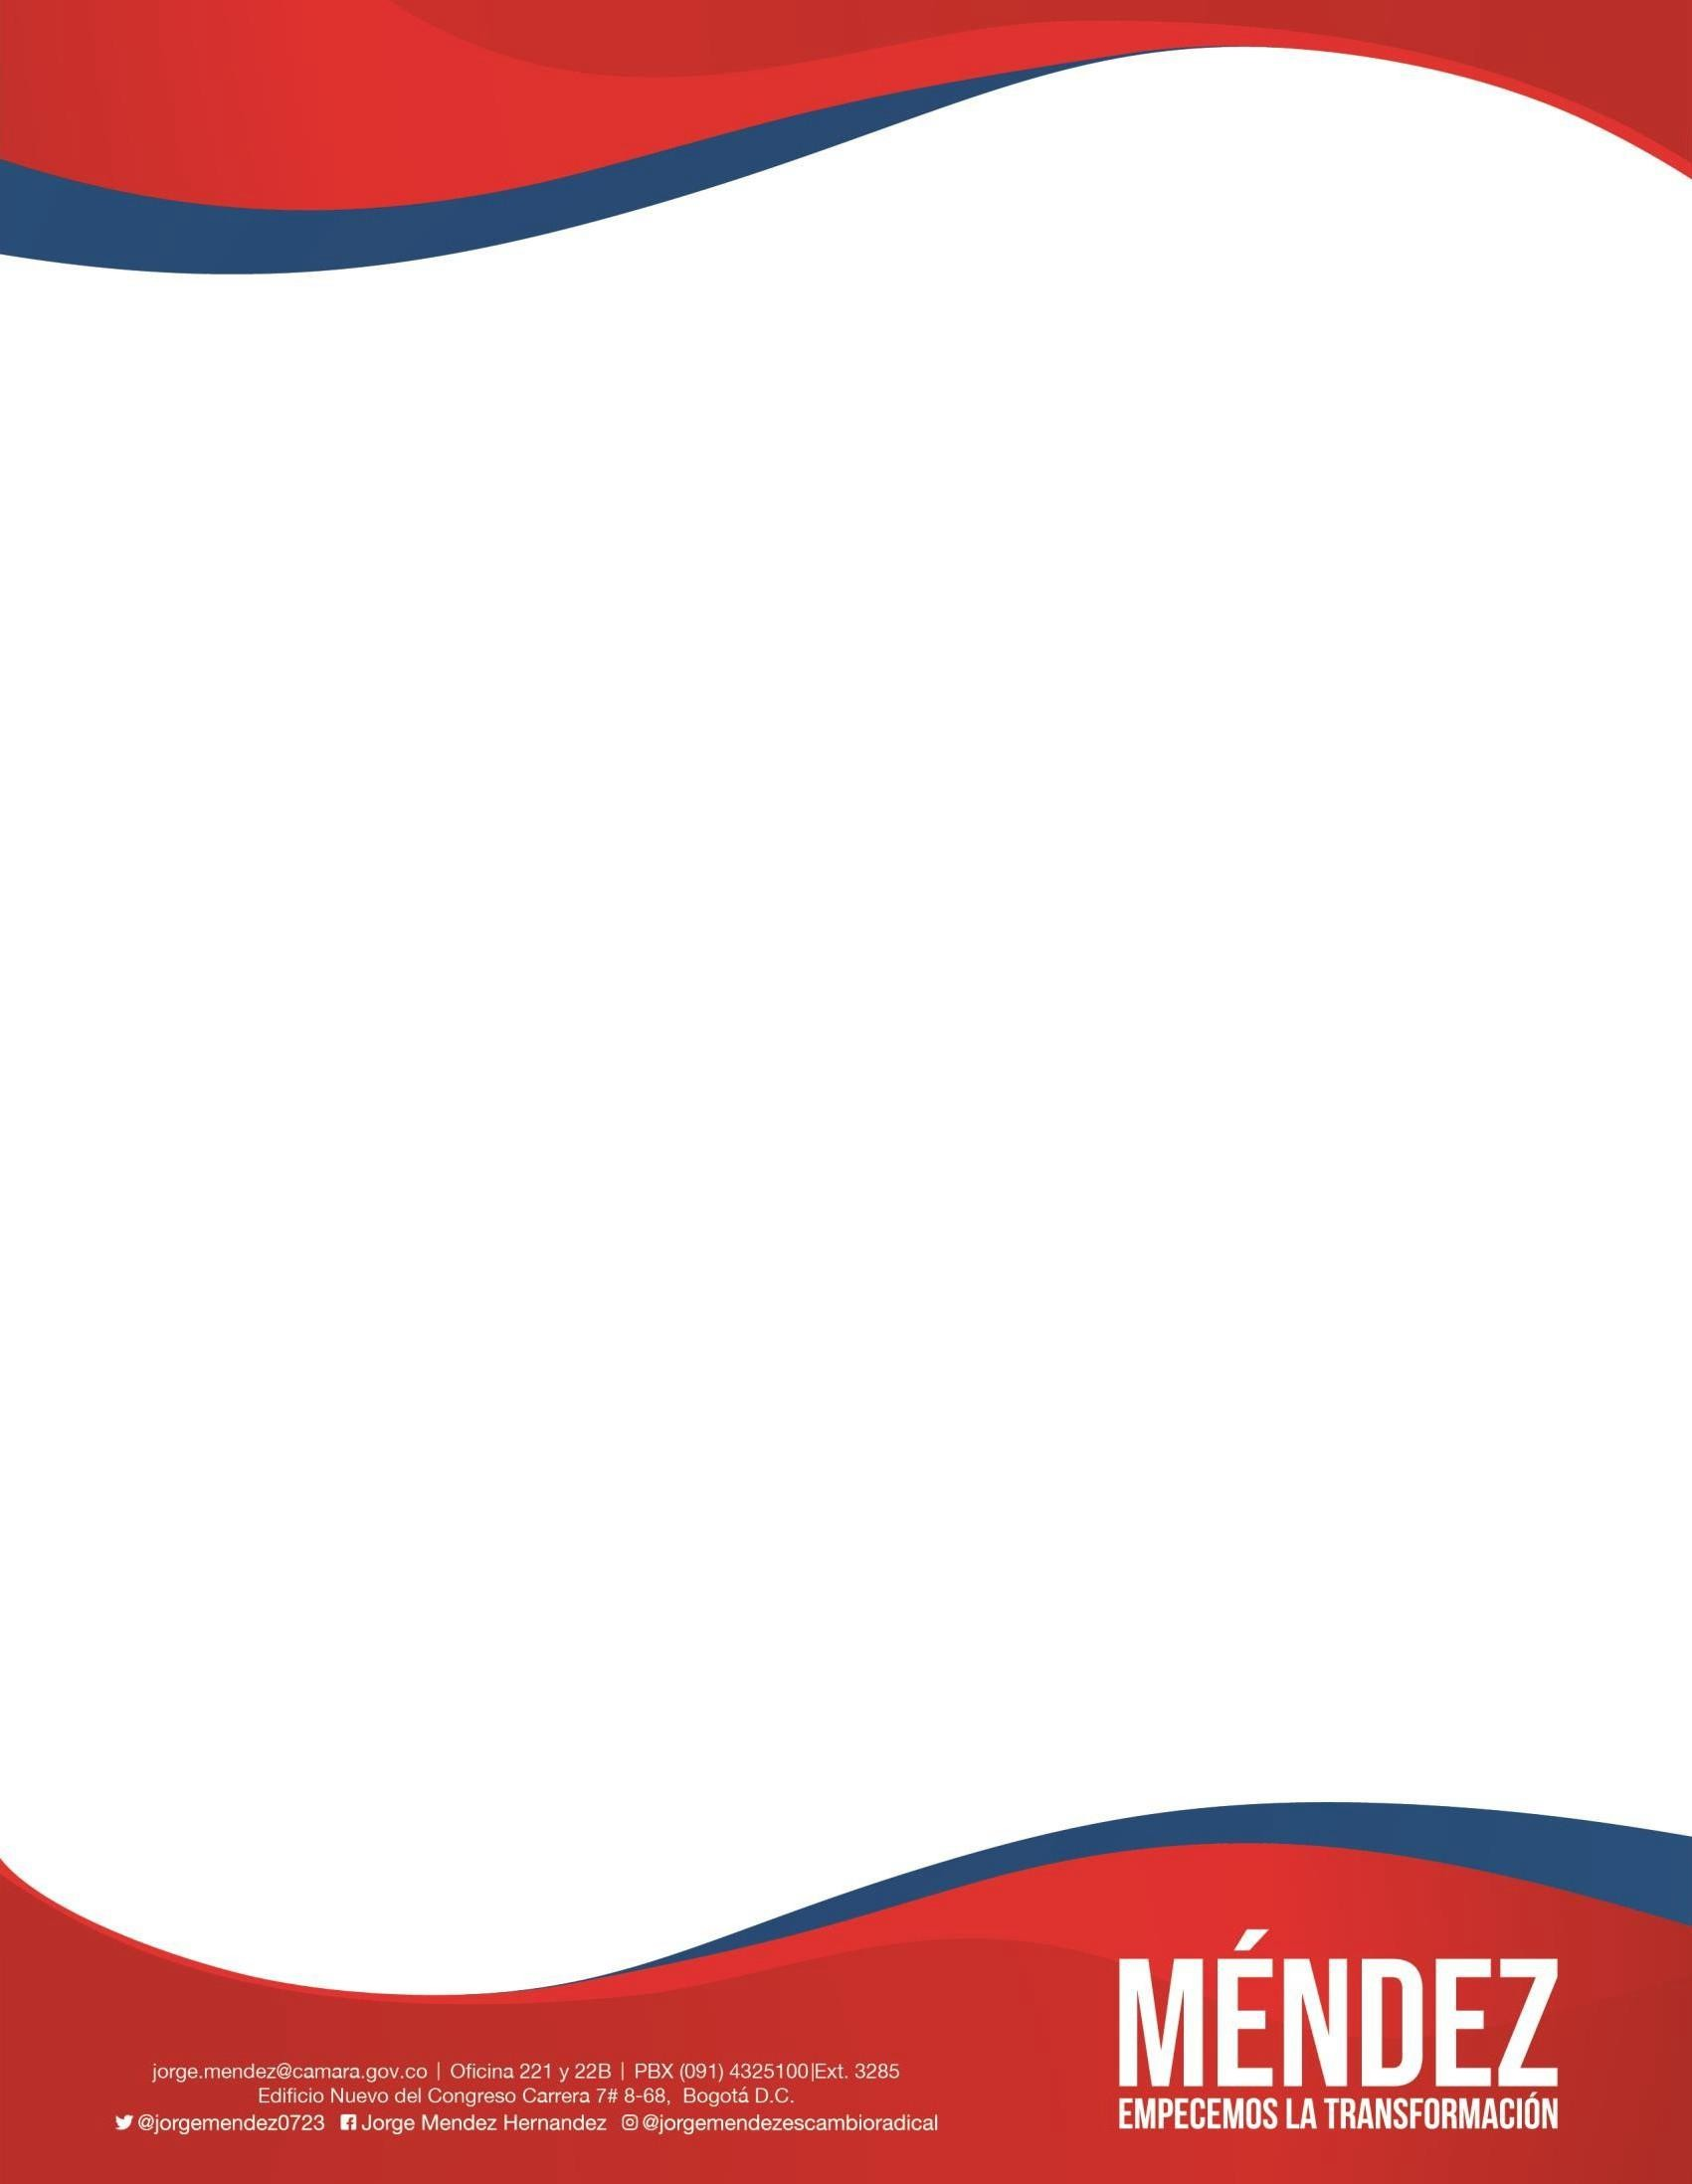 MÉNDEZ
EMPECEMOS LA TRANSFORMACIÓN
jorge.mendez@camara.gov.co | Oficina 221 y 22B | PBX (091) 4325100|Ext. 3285
Edificio Nuevo del Congreso Carrera 7# 8-68, Bogotá D.C.
@jorgemendez0723 Jorge Mendez Hernandez @jorgemendezescambioradical